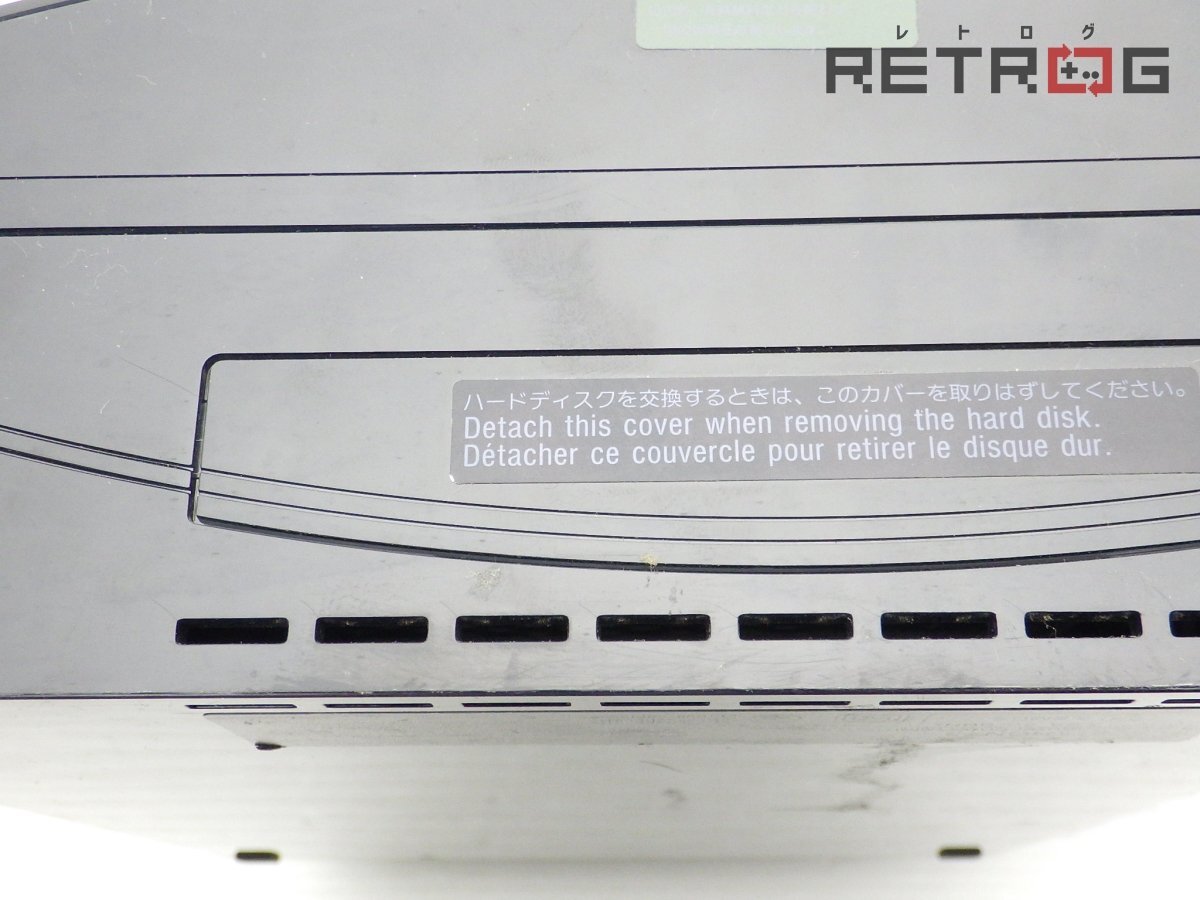 レトログ
RETROG
ハードディスクを交換するときは、このカバーを取りはずしてください。
Detach this cover when removing the hard disk.
Détacher ce couvercle pour retirer le disque dur.